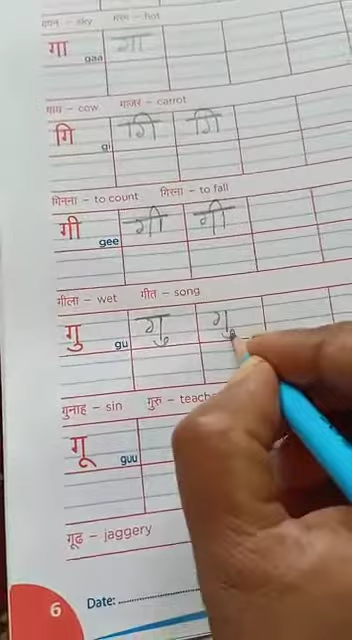 गगन – sky गरम – hot
गा gaa गा
गाय – cow गाजर – carrot
गि gi गि गि
गिनना – to count गिरना – to fall
गी gee गी गी
गीला – wet गीत – song
गु gu गु गु
गुनाह – sin गुरु – teach
गू guu
गूढ – jaggery
6 Date: